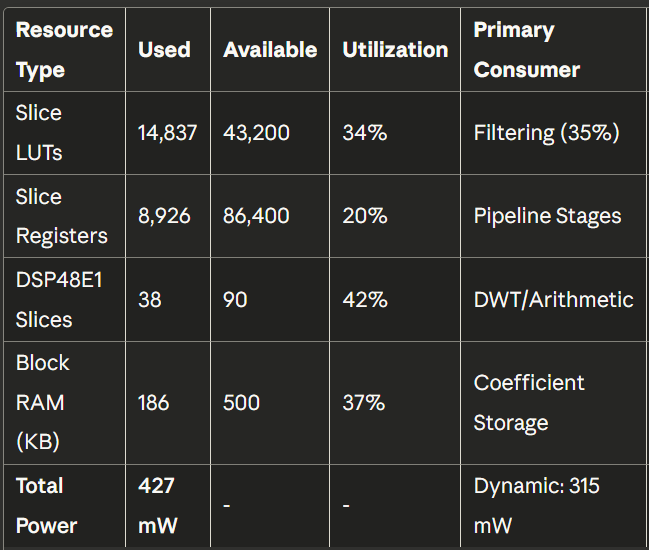 Resource Type Used Available Utilization Primary Consumer
Slice LUTs 14,837 43,200 34% Filtering (35%)
Slice Registers 8,926 86,400 20% Pipeline Stages
DSP48E1 Slices 38 90 42% DWT/Arithmetic
Block RAM (KB) 186 500 37% Coefficient Storage
Total Power 427 mW - - Dynamic: 315 mW